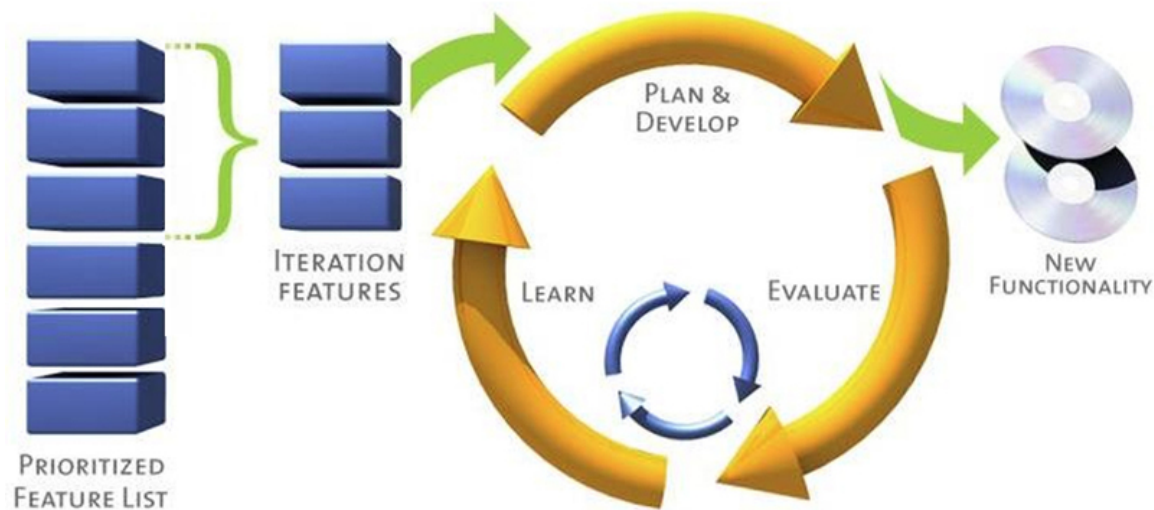 PRIORITIZED
FEATURE LIST
ITERATION
FEATURES
PLAN &
DEVELOP
LEARN
EVALUATE
NEW
FUNCTIONALITY